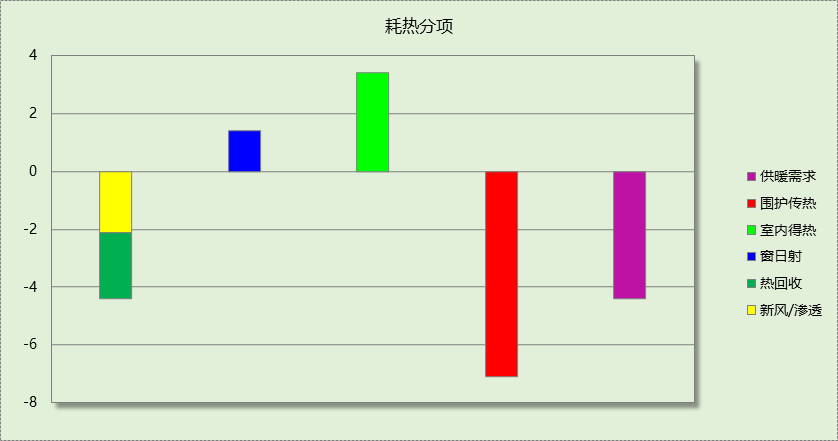 耗热分项
4
2
0
-2
-4
-6
-8
供暖需求
围护传热
室内得热
窗日射
热回收
新风/渗透